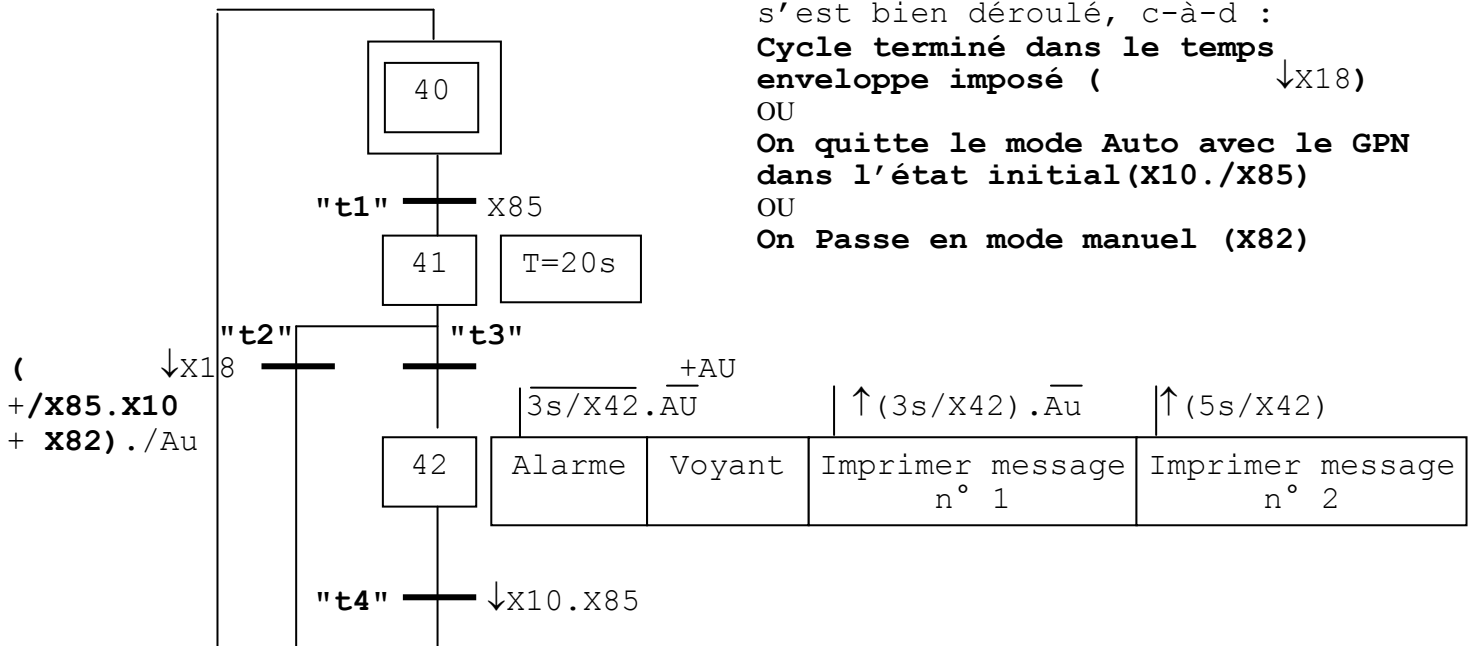 s'est bien déroulé, c-à-d :
Cycle terminé dans le temps
enveloppe imposé ( ↓X18)
OU
On quitte le mode Auto avec le GPN
dans l'état initial(X10./X85)
OU
On Passe en mode manuel (X82)
40
"t1" X85
41 T=20s
"t2" "t3"
( ↓X18
+/X85.X10
+ X82)./Au
+AU
3s/X42.AU
↑(3s/X42).Au
↑(5s/X42)
42
Alarme
Voyant
Imprimer message
n° 1
Imprimer message
n° 2
"t4" ↓X10.X85